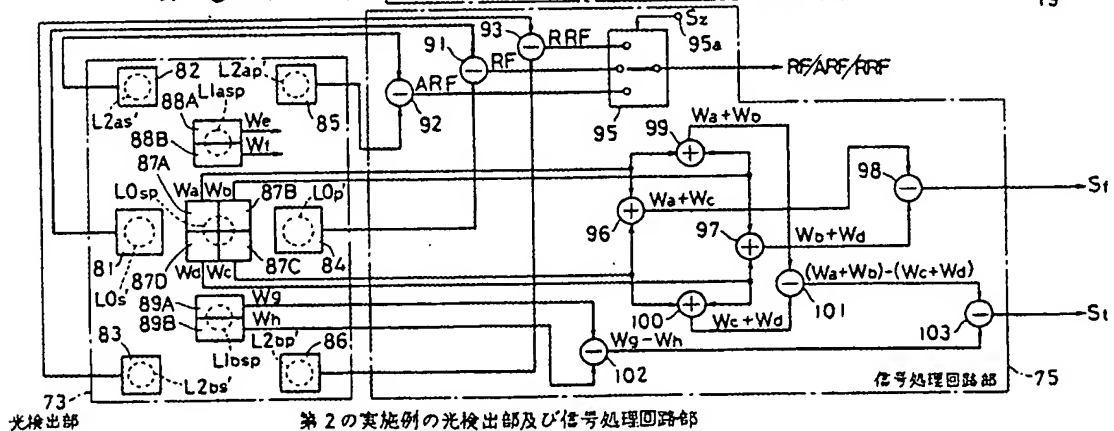 93
Sz
95a
91
RRF
RF
RF/ARF/RRF
82
L2ap'
88A
L1asp
ARF
92
85
95
L2as'
We
Wf
88B
87A
Wa+Wb
99
L0sp
Wa
Wb
87B
L0p'
98
Sf
96
Wa+Wc
97
Wb+Wd
81
87D
Wd
Wc
87C
84
L0s
(Wa+Wb)-(Wc+Wd)
101
89A
Wg
89B
Wh
100
Wc+Wd
103
St
83
L2bp'
86
L1bsp
Wg-Wh
102
L2bs'
73
信号処理回路部
75
光検出部
第2の実施例の光検出部及び信号処理回路部